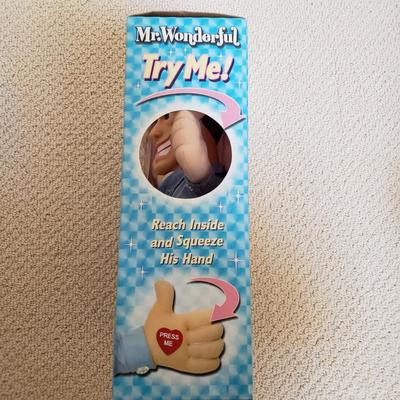 Mr. Wonderful
Try Me!
Reach Inside
and Squeeze
His Hand
PRESS
ME